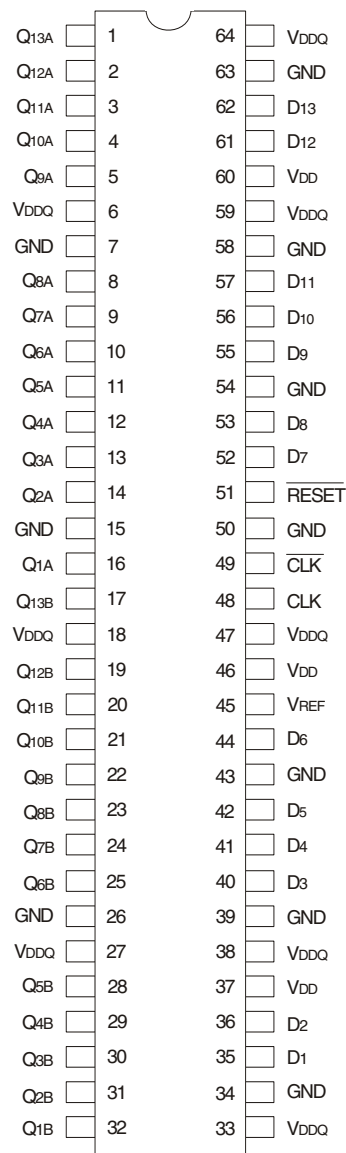 Q13A 1 64 VDDQ
Q12A 2 63 GND
Q11A 3 62 D13
Q10A 4 61 D12
Q9A 5 60 VDD
VDDQ 6 59 VDDQ
GND 7 58 GND
Q8A 8 57 D11
Q7A 9 56 D10
Q6A 10 55 D9
Q5A 11 54 GND
Q4A 12 53 D8
Q3A 13 52 D7
Q2A 14 51 R̅E̅S̅E̅T̅
GND 15 50 GND
Q1A 16 49 C̅L̅K̅
Q13B 17 48 CLK
VDDQ 18 47 VDDQ
Q12B 19 46 VDD
Q11B 20 45 VREF
Q10B 21 44 D6
Q9B 22 43 GND
Q8B 23 42 D5
Q7B 24 41 D4
Q6B 25 40 D3
GND 26 39 GND
VDDQ 27 38 VDDQ
Q5B 28 37 VDD
Q4B 29 36 D2
Q3B 30 35 D1
Q2B 31 34 GND
Q1B 32 33 VDDQ